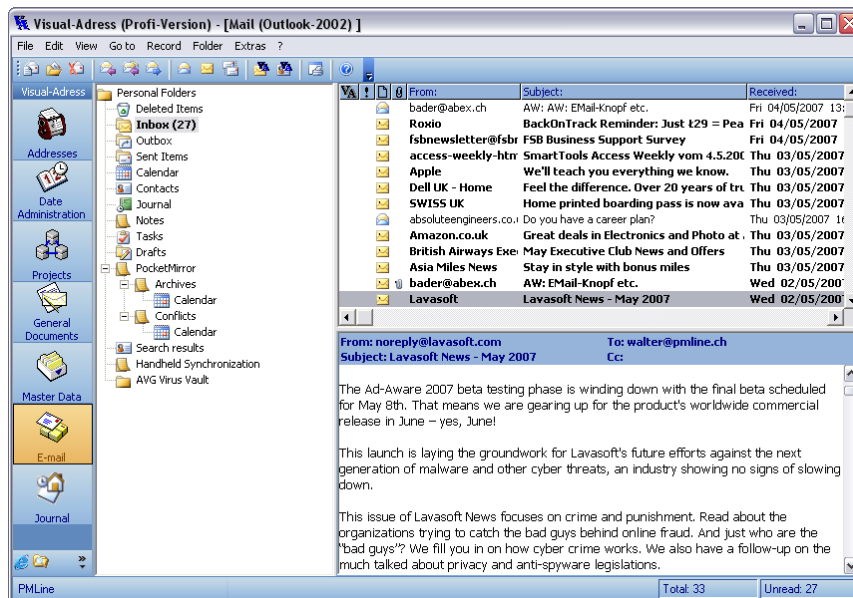 Visual-Adress (Profi-Version) - [Mail (Outlook-2002) ]
File Edit View Go to Record Folder Extras ?
Visual-Adress
Addresses
Date
Administration
Projects
General
Documents
Master Data
E-mail
Journal
Personal Folders
Deleted Items
Inbox (27)
Outbox
Sent Items
Calendar
Contacts
Journal
Notes
Tasks
Drafts
PocketMirror
Archives
Calendar
Conflicts
Calendar
Search results
Handheld Synchronization
AVG Virus Vault
From: Subject: Received:
bader@abex.ch AW: AW: EMail-Knopf etc. Fri 04/05/2007 13:
Roxio BackOnTrack Reminder: Just Ł29 = Pea Fri 04/05/2007
fsbnewsletter@fsbr FSB Business Support Survey Fri 04/05/2007
access-weekly-htm SmartTools Access Weekly vom 4.5.200 Thu 03/05/2007
Apple We'll teach you everything we know. Thu 03/05/2007
Dell UK - Home Feel the difference. Over 20 years of tru Thu 03/05/2007
SWISS UK Home printed boarding pass is now ava Thu 03/05/2007
absoluteengineers.co.u Do you have a career plan? Thu 03/05/2007 16
Amazon.co.uk Great deals in Electronics and Photo at Thu 03/05/2007
British Airways Exec May Executive Club News and Offers Thu 03/05/2007
Asia Miles News Stay in style with bonus miles Thu 03/05/2007
bader@abex.ch AW: EMail-Knopf etc. Wed 02/05/200
Lavasoft Lavasoft News - May 2007 Wed 02/05/200
From: noreply@lavasoft.com To: walter@pmline.ch
Subject: Lavasoft News - May 2007 Cc:
The Ad-Aware 2007 beta testing phase is winding down with the final beta scheduled
for May 8th. That means we are gearing up for the product's worldwide commercial
release in June – yes, June!
This launch is laying the groundwork for Lavasoft's future efforts against the next
generation of malware and other cyber threats, an industry showing no signs of slowing
down.
This issue of Lavasoft News focuses on crime and punishment. Read about the
organizations trying to catch the bad guys behind online fraud. And just who are the
"bad guys"? We fill you in on how cyber crime works. We also have a follow-up on the
much talked about privacy and anti-spyware legislations.
PMLine Total: 33 Unread: 27